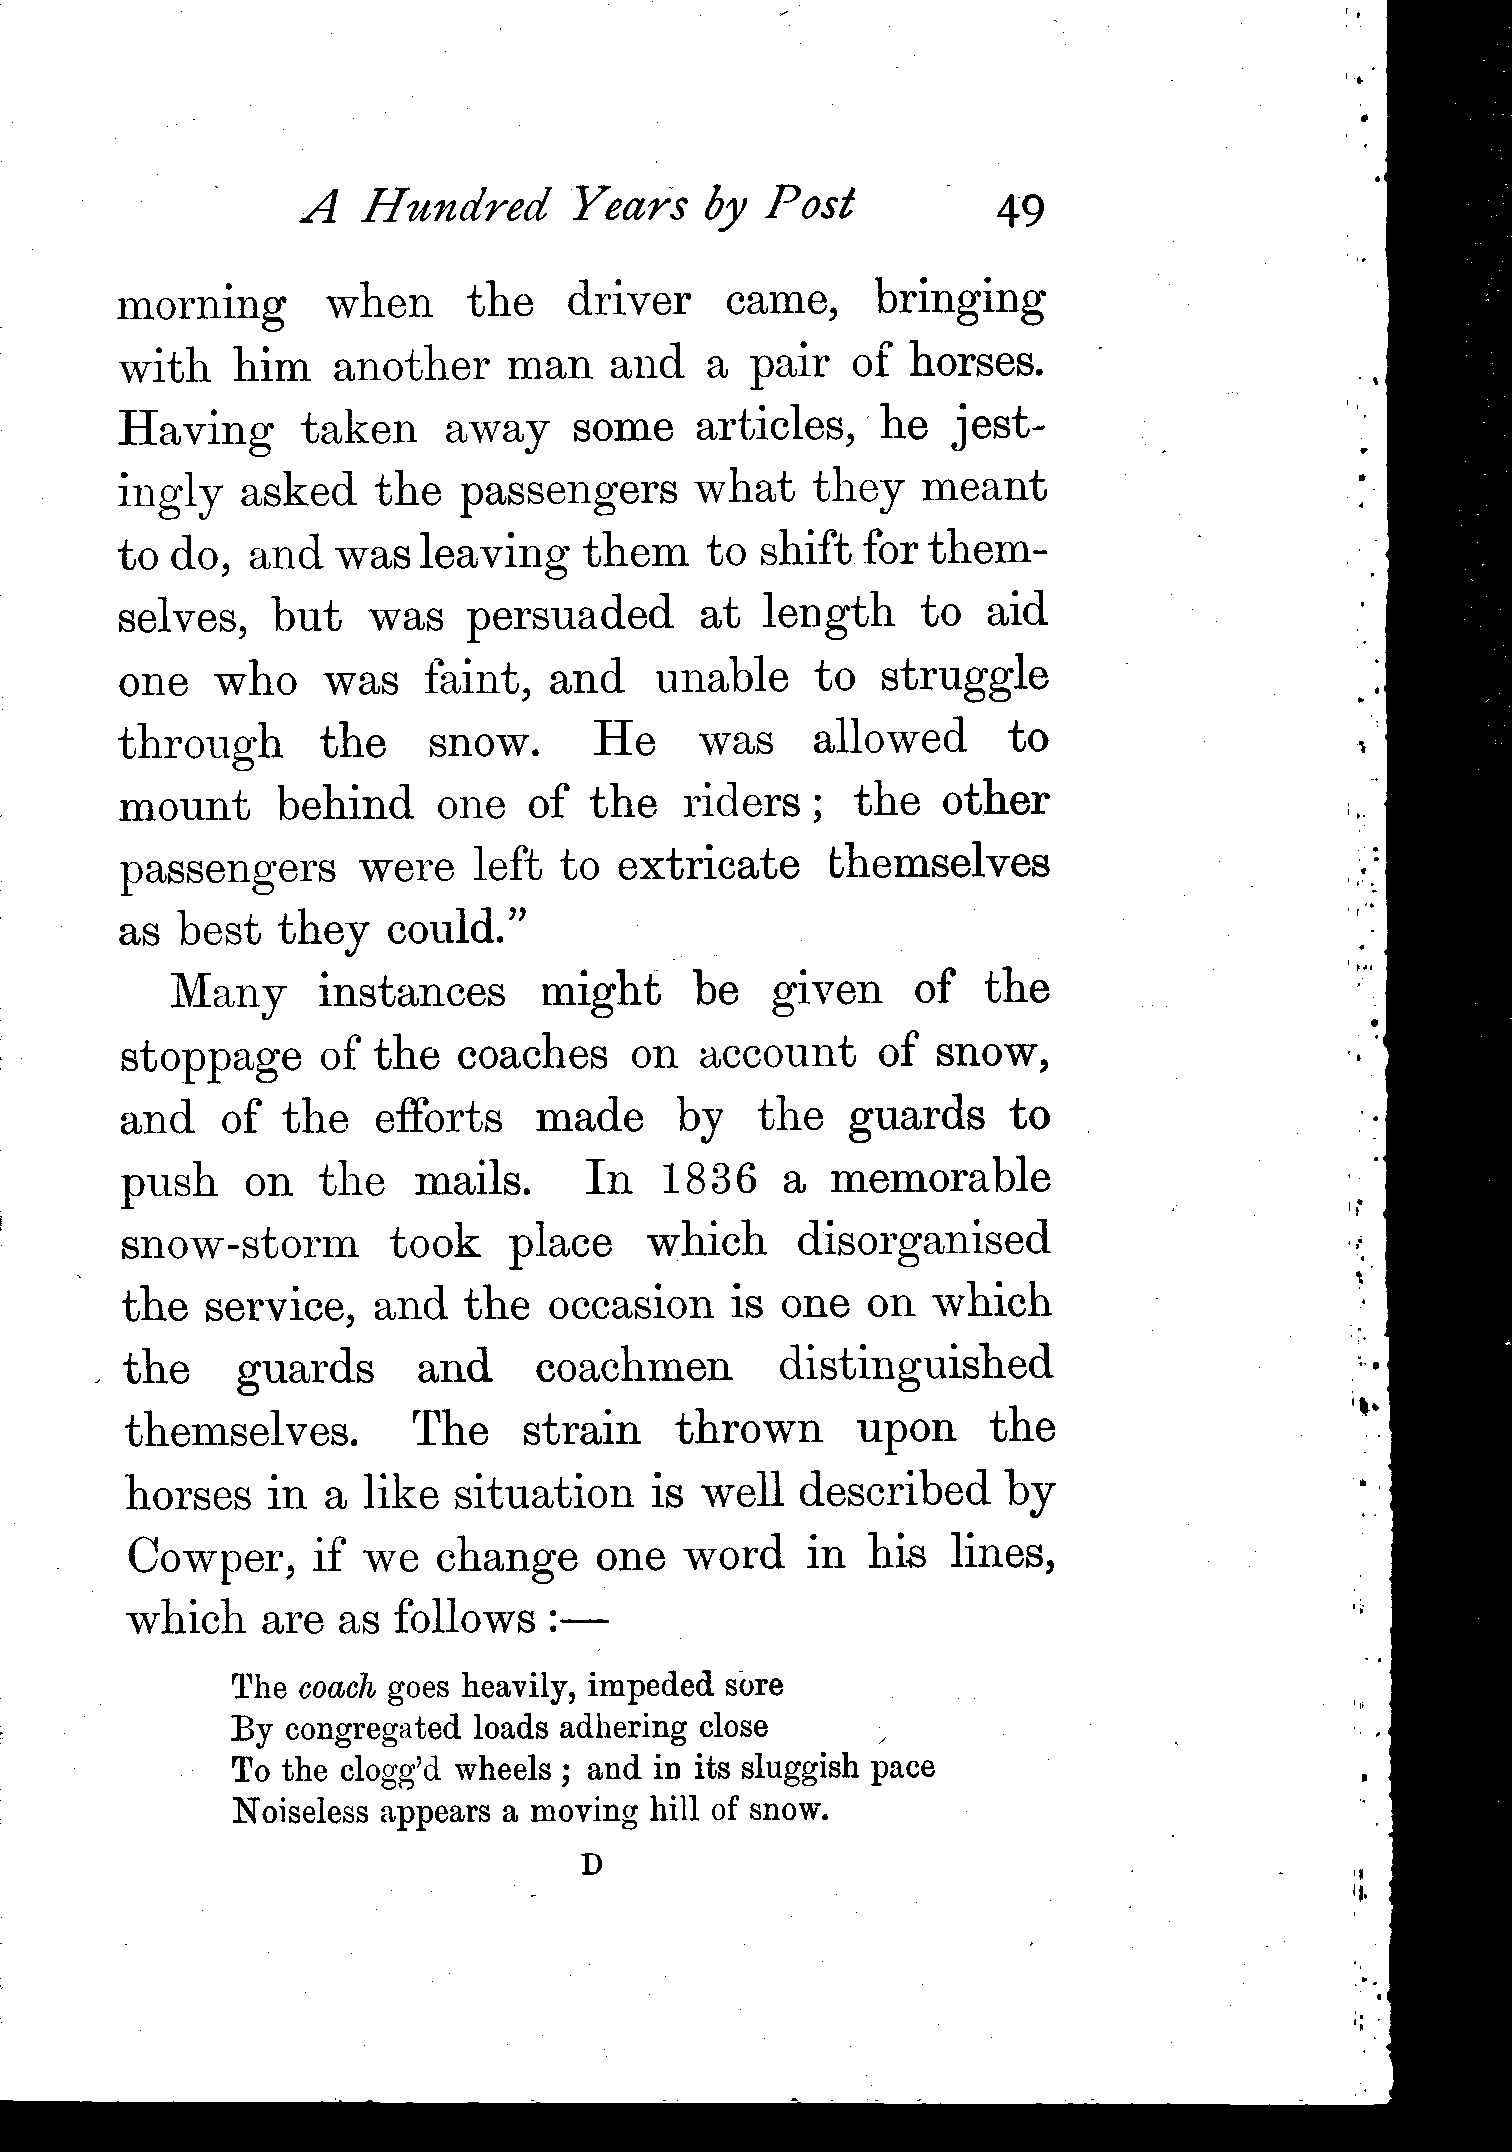 A Hundred Years by Post 49
morning when the driver came, bringing
with him another man and a pair of horses.
Having taken away some articles, he jest-
ingly asked the passengers what they meant
to do, and was leaving them to shift for them-
selves, but was persuaded at length to aid
one who was faint, and unable to struggle
through the snow. He was allowed to
mount behind one of the riders ; the other
passengers were left to extricate themselves
as best they could.”
Many instances might be given of the
stoppage of the coaches on account of snow,
and of the efforts made by the guards to
push on the mails. In 1836 a memorable
snow-storm took place which disorganised
the service, and the occasion is one on which
the guards and coachmen distinguished
themselves. The strain thrown upon the
horses in a like situation is well described by
Cowper, if we change one word in his lines,
which are as follows :—
The coach goes heavily, impeded sore
By congregated loads adhering close
To the clogg’d wheels ; and in its sluggish pace
Noiseless appears a moving hill of snow.
D